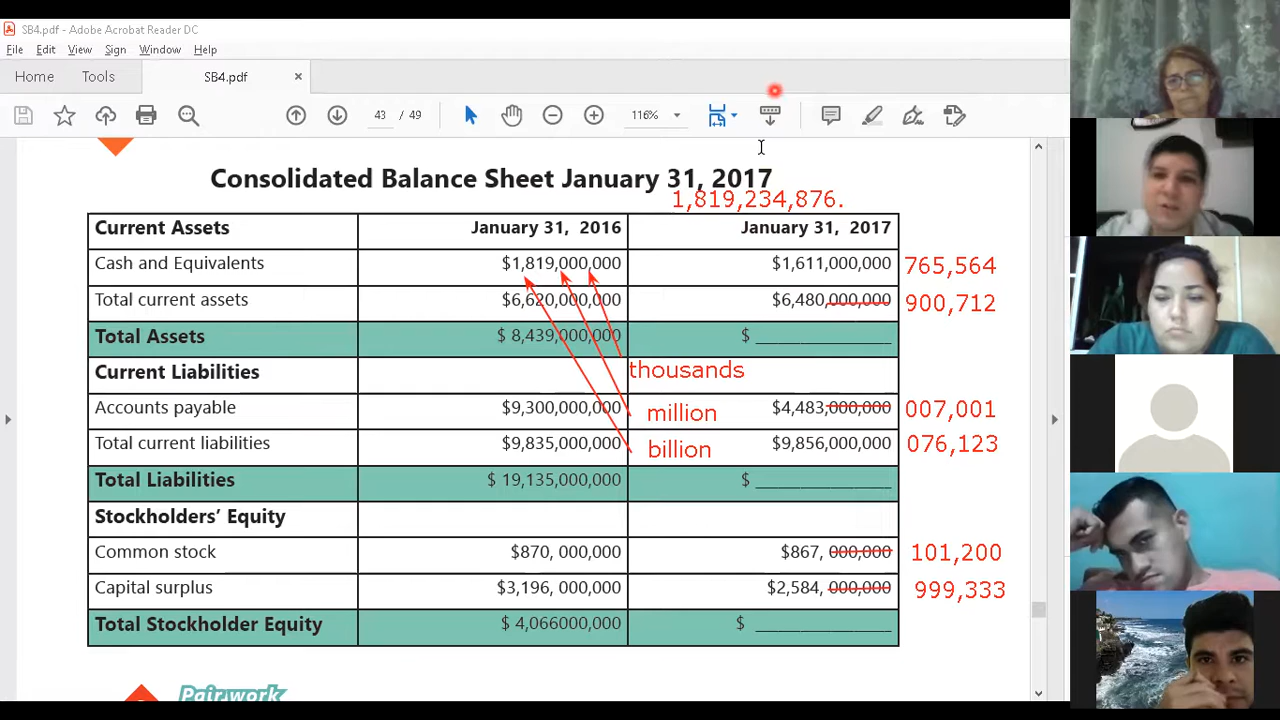 SB4.pdf - Adobe Acrobat Reader DC
File Edit View Sign Window Help
Home Tools SB4.pdf ×
43 / 49 116%
Consolidated Balance Sheet January 31, 2017
1,819,234,876.
Current Assets January 31, 2016 January 31, 2017
Cash and Equivalents $1,819,000,000 $1,611,000,000 765,564
Total current assets $6,620,000,000 $6,480,000,000 900,712
Total Assets $ 8,439,000,000 $ ____________
Current Liabilities thousands
Accounts payable $9,300,000,000 million $4,483,000,000 007,001
Total current liabilities $9,835,000,000 billion $9,856,000,000 076,123
Total Liabilities $ 19,135,000,000 $ ____________
Stockholders’ Equity
Common stock $870, 000,000 $867, 000,000 101,200
Capital surplus $3,196, 000,000 $2,584, 000,000 999,333
Total Stockholder Equity $ 4,066000,000 $ ____________
Pair work